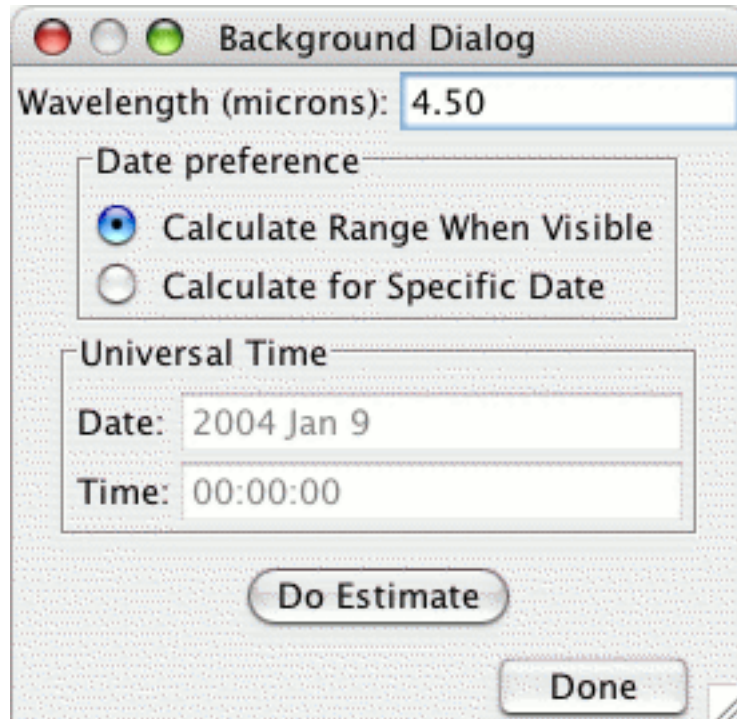 Background Dialog
Wavelength (microns): 4.50
Date preference
Calculate Range When Visible
Calculate for Specific Date
Universal Time
Date: 2004 Jan 9
Time: 00:00:00
Do Estimate
Done